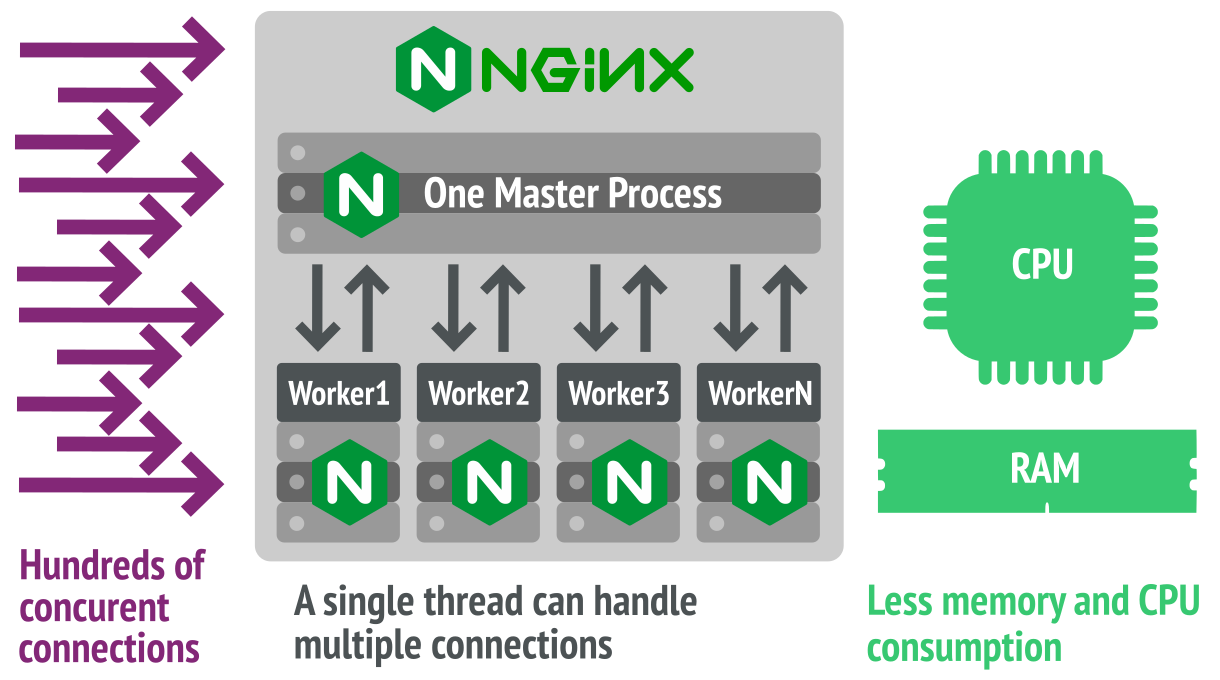 NGINX
One Master Process
Worker1 Worker2 Worker3 WorkerN
CPU
RAM
Hundreds of
concurent
connections
A single thread can handle
multiple connections
Less memory and CPU
consumption